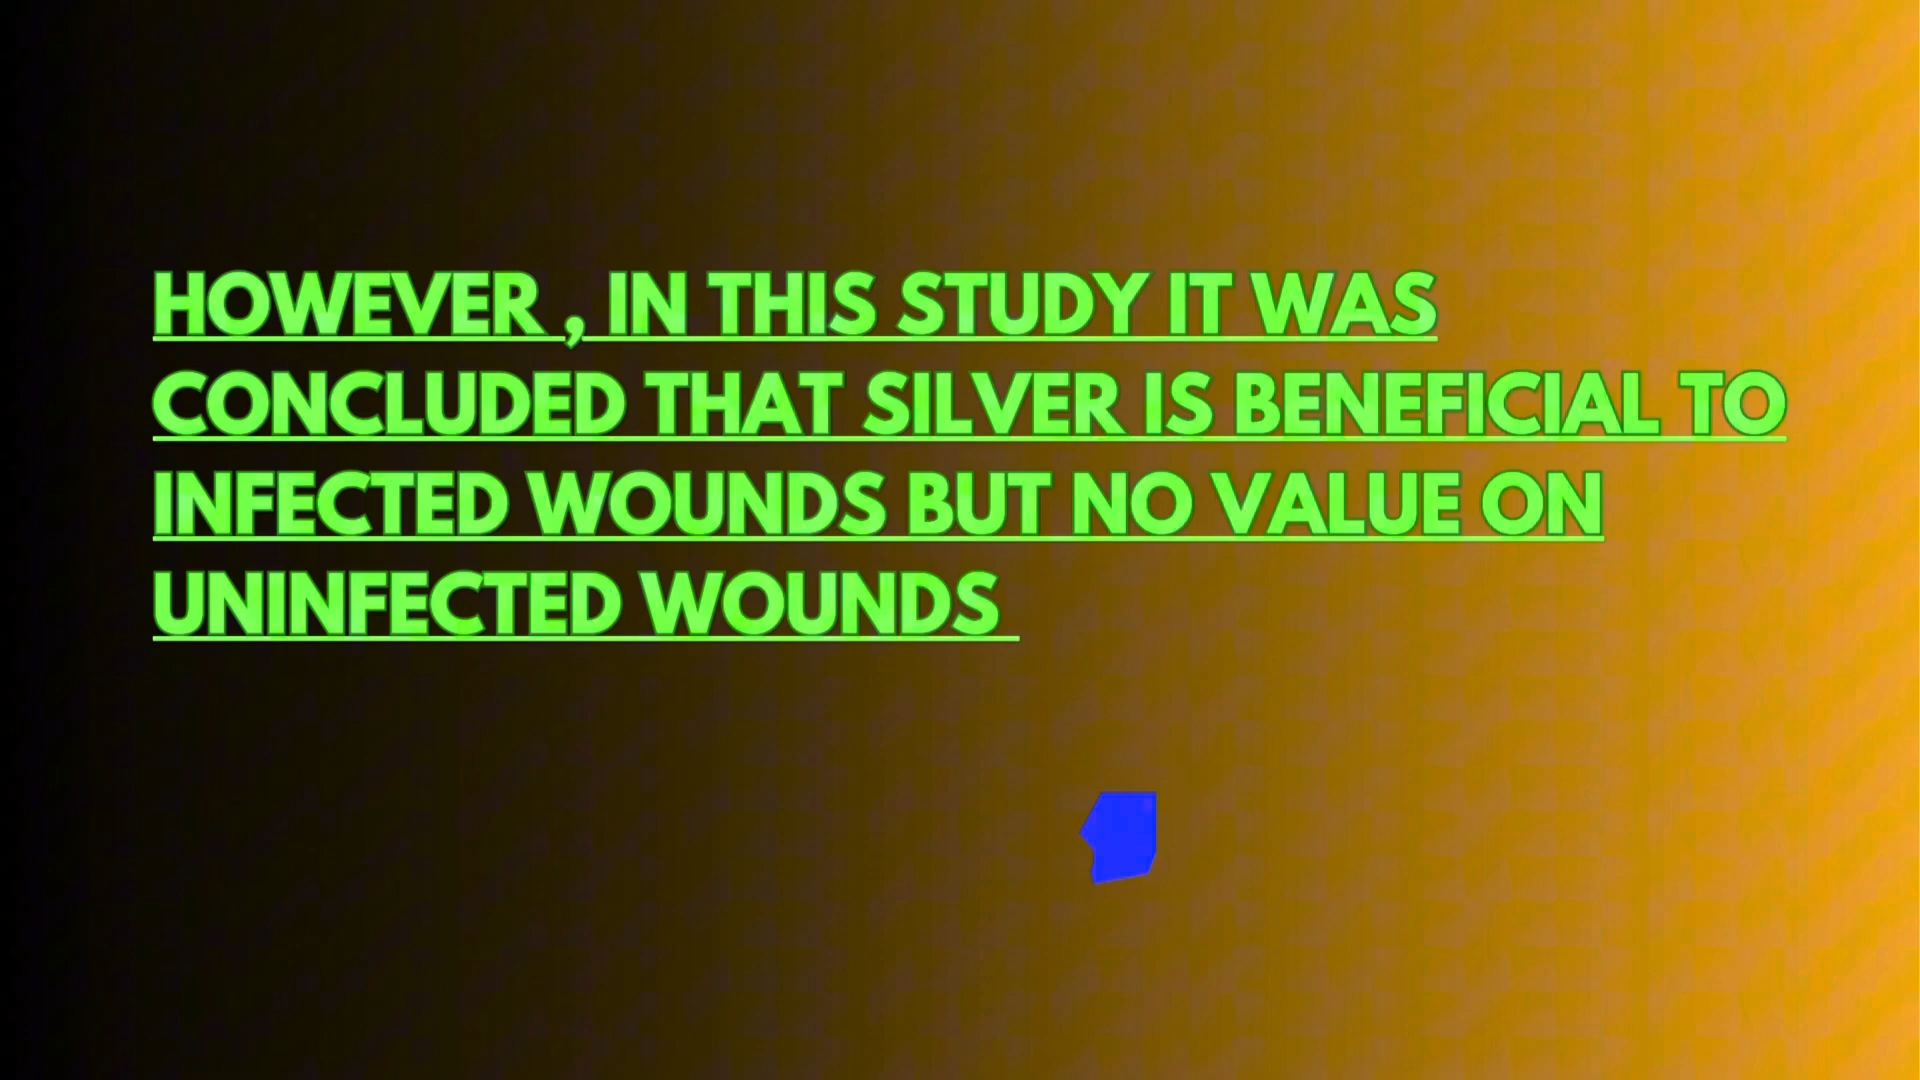 HOWEVER , IN THIS STUDY IT WAS
CONCLUDED THAT SILVER IS BENEFICIAL TO
INFECTED WOUNDS BUT NO VALUE ON
UNINFECTED WOUNDS